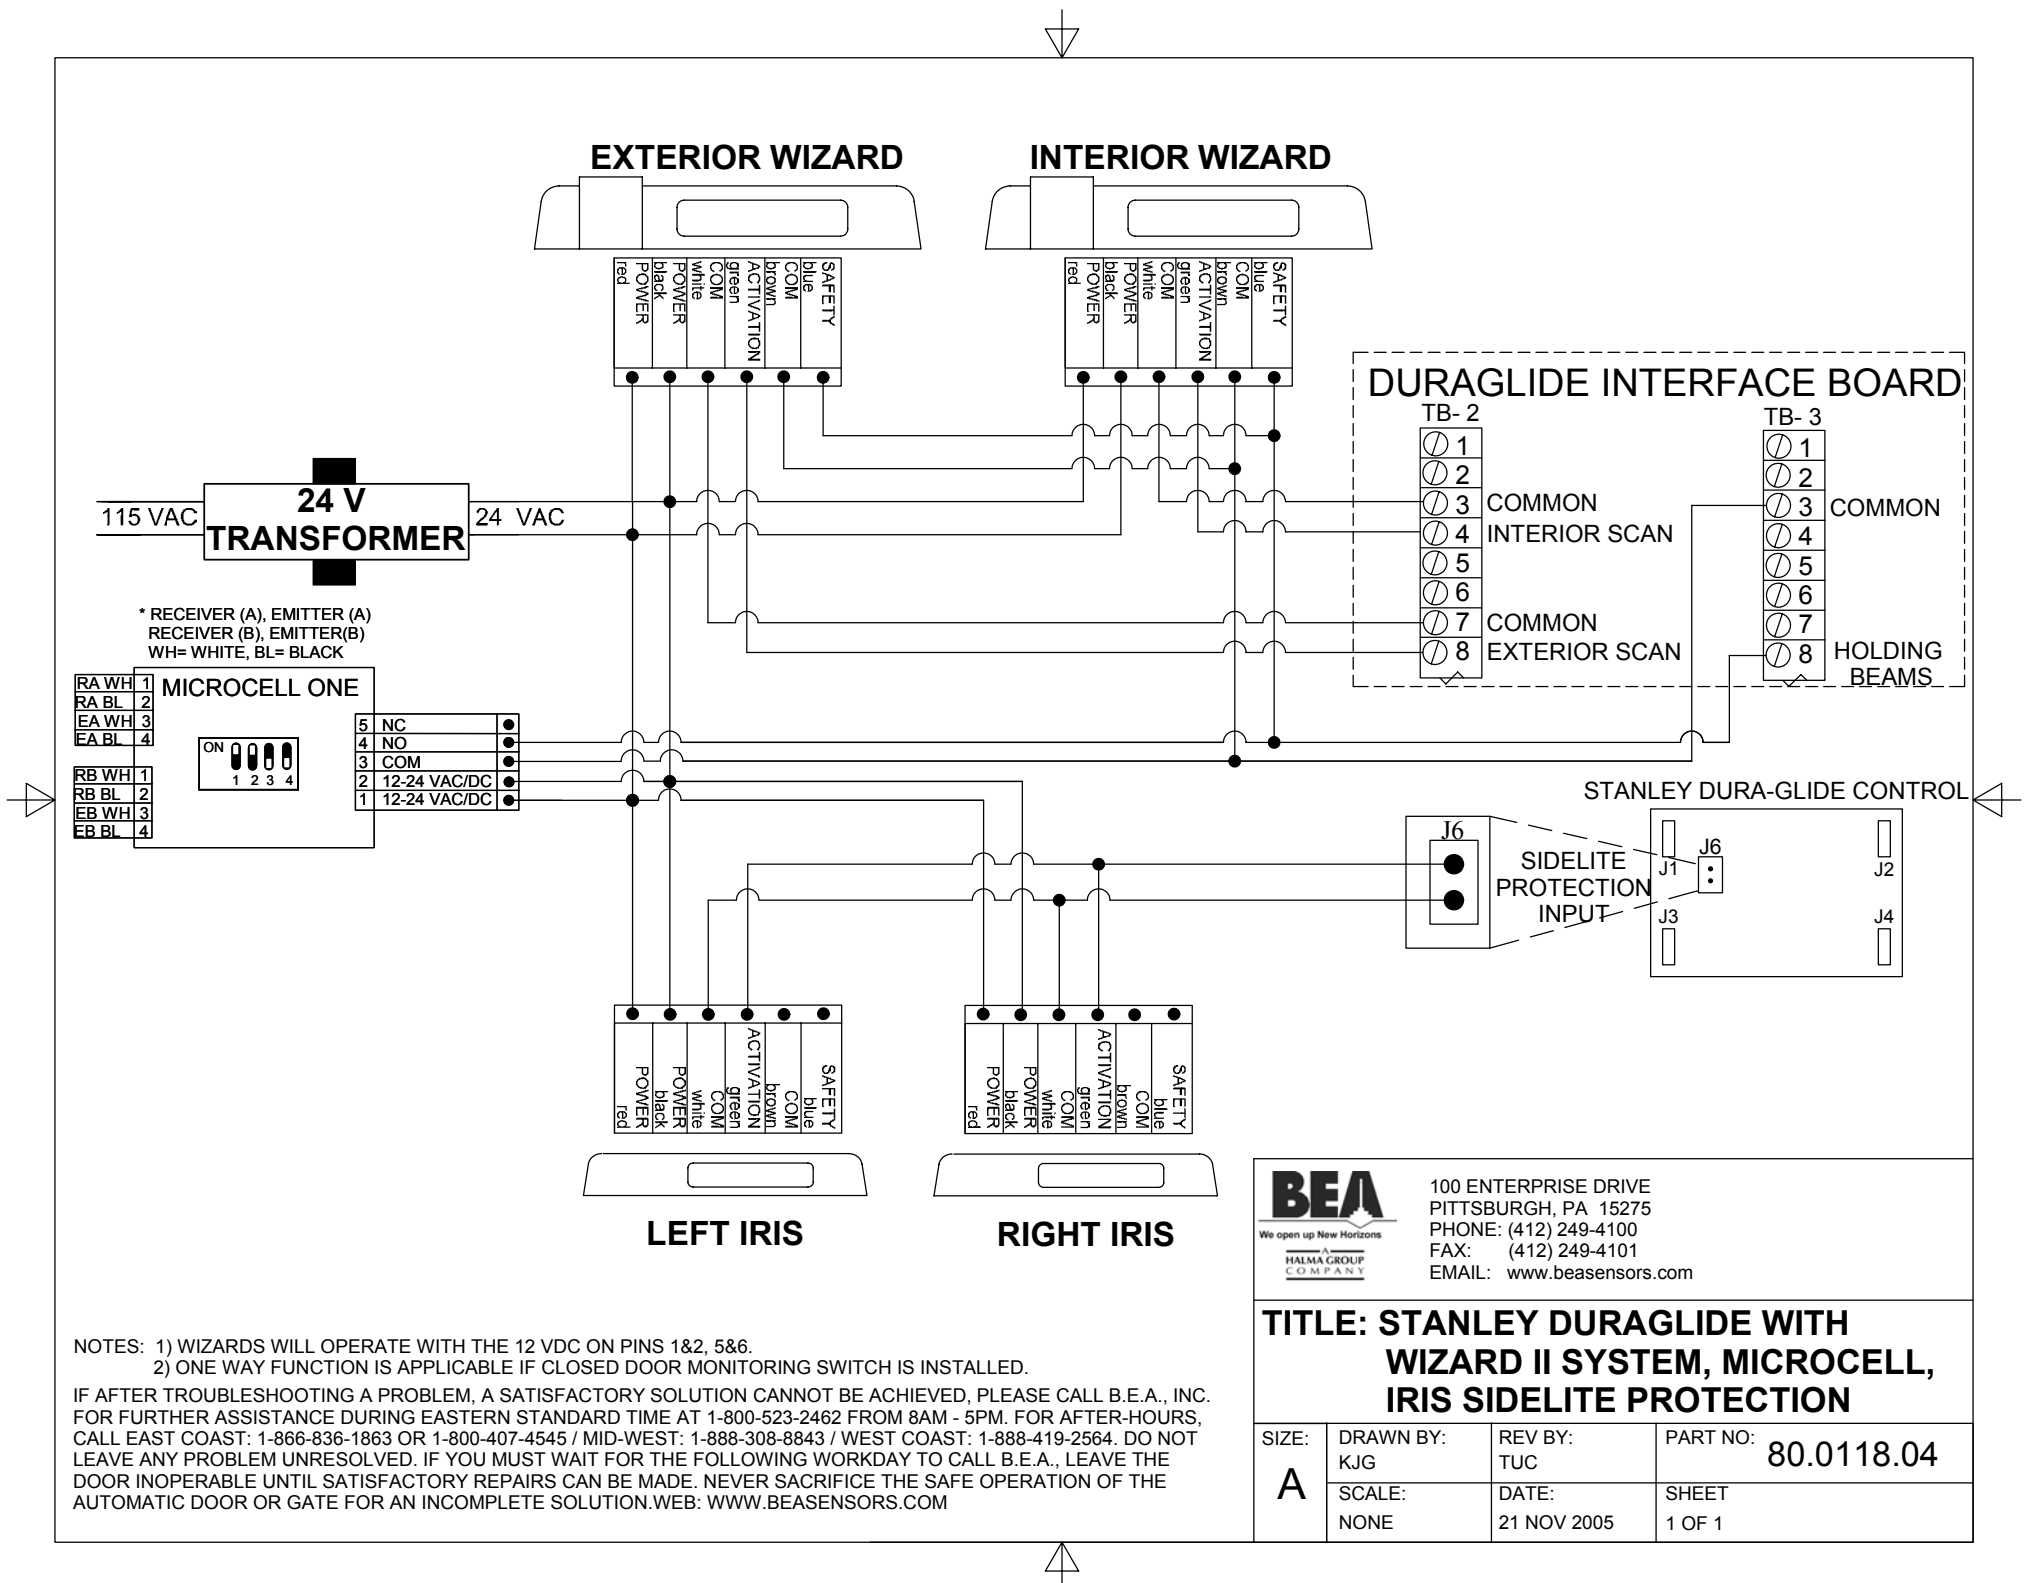 EXTERIOR WIZARD
INTERIOR WIZARD
red
POWER
black
POWER
white
COM
green
ACTIVATION
brown
COM
blue
SAFETY
red
POWER
black
POWER
white
COM
green
ACTIVATION
brown
COM
blue
SAFETY
DURAGLIDE INTERFACE BOARD
TB- 2
1
2
3 COMMON
4 INTERIOR SCAN
5
6
7 COMMON
8 EXTERIOR SCAN
TB- 3
1
2
3 COMMON
4
5
6
7
8 HOLDING
BEAMS
115 VAC
24 V
TRANSFORMER
24 VAC
* RECEIVER (A), EMITTER (A)
RECEIVER (B), EMITTER(B)
WH= WHITE, BL= BLACK
RA WH 1
RA BL 2
EA WH 3
EA BL 4
RB WH 1
RB BL 2
EB WH 3
EB BL 4
MICROCELL ONE
ON
1 2 3 4
5 NC
4 NO
3 COM
2 12-24 VAC/DC
1 12-24 VAC/DC
STANLEY DURA-GLIDE CONTROL
J6
SIDELITE
PROTECTION
INPUT
J6
J1
J2
J3
J4
POWER
red
POWER
black
COM
white
ACTIVATION
green
COM
brown
SAFETY
blue
POWER
red
POWER
black
COM
white
ACTIVATION
green
COM
brown
SAFETY
blue
LEFT IRIS
RIGHT IRIS
BEA
We open up New Horizons
A
HALMA GROUP
COMPANY
100 ENTERPRISE DRIVE
PITTSBURGH, PA 15275
PHONE: (412) 249-4100
FAX: (412) 249-4101
EMAIL: www.beasensors.com
TITLE: STANLEY DURAGLIDE WITH
WIZARD II SYSTEM, MICROCELL,
IRIS SIDELITE PROTECTION
SIZE:
A
DRAWN BY:
KJG
REV BY:
TUC
PART NO: 80.0118.04
SCALE:
NONE
DATE:
21 NOV 2005
SHEET
1 OF 1
NOTES: 1) WIZARDS WILL OPERATE WITH THE 12 VDC ON PINS 1&2, 5&6.
2) ONE WAY FUNCTION IS APPLICABLE IF CLOSED DOOR MONITORING SWITCH IS INSTALLED.
IF AFTER TROUBLESHOOTING A PROBLEM, A SATISFACTORY SOLUTION CANNOT BE ACHIEVED, PLEASE CALL B.E.A., INC.
FOR FURTHER ASSISTANCE DURING EASTERN STANDARD TIME AT 1-800-523-2462 FROM 8AM - 5PM. FOR AFTER-HOURS,
CALL EAST COAST: 1-866-836-1863 OR 1-800-407-4545 / MID-WEST: 1-888-308-8843 / WEST COAST: 1-888-419-2564. DO NOT
LEAVE ANY PROBLEM UNRESOLVED. IF YOU MUST WAIT FOR THE FOLLOWING WORKDAY TO CALL B.E.A., LEAVE THE
DOOR INOPERABLE UNTIL SATISFACTORY REPAIRS CAN BE MADE. NEVER SACRIFICE THE SAFE OPERATION OF THE
AUTOMATIC DOOR OR GATE FOR AN INCOMPLETE SOLUTION.WEB: WWW.BEASENSORS.COM